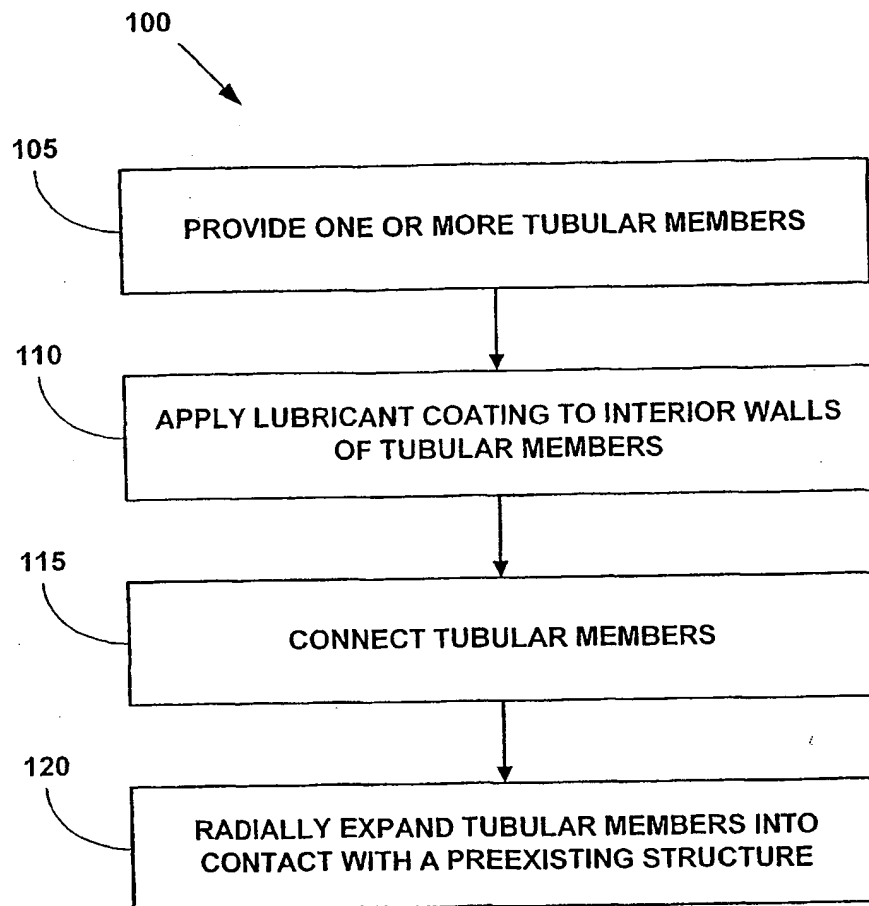 100
105
PROVIDE ONE OR MORE TUBULAR MEMBERS
110
APPLY LUBRICANT COATING TO INTERIOR WALLS
OF TUBULAR MEMBERS
115
CONNECT TUBULAR MEMBERS
120
RADIALLY EXPAND TUBULAR MEMBERS INTO
CONTACT WITH A PREEXISTING STRUCTURE